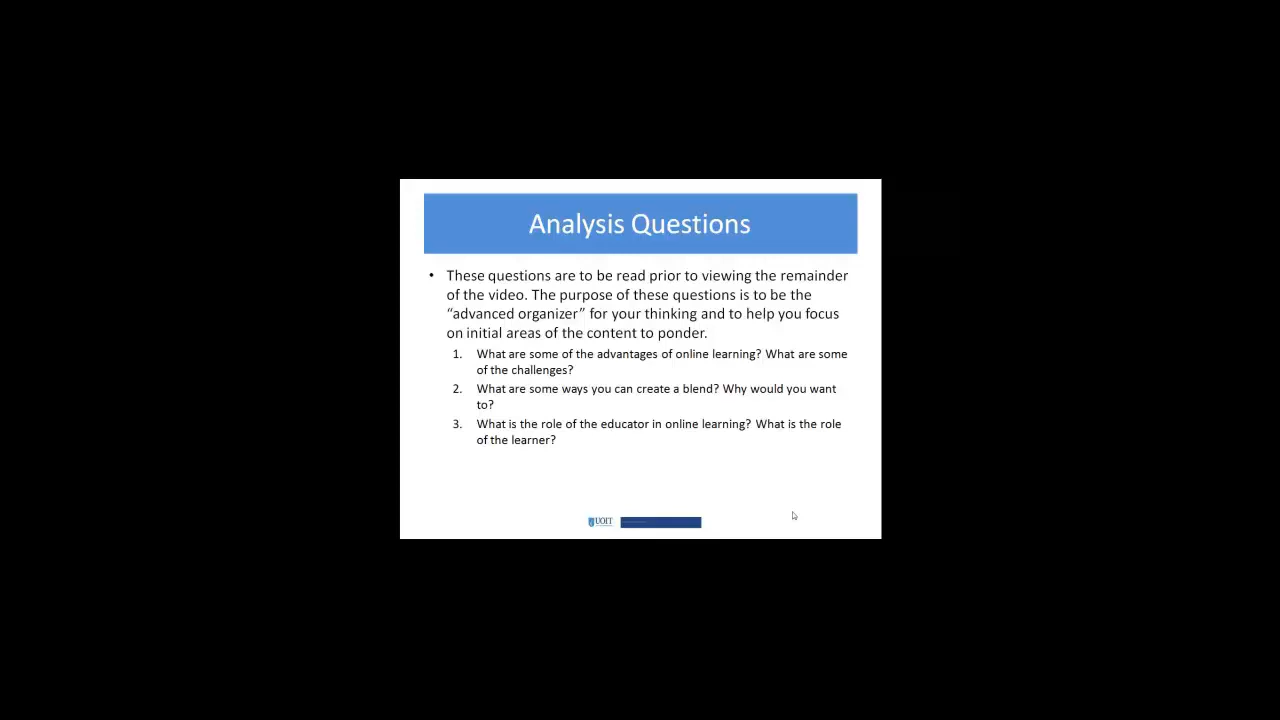 Analysis Questions
• These questions are to be read prior to viewing the remainder
of the video. The purpose of these questions is to be the
“advanced organizer” for your thinking and to help you focus
on initial areas of the content to ponder.
1. What are some of the advantages of online learning? What are some
of the challenges?
2. What are some ways you can create a blend? Why would you want
to?
3. What is the role of the educator in online learning? What is the role
of the learner?
UOIT